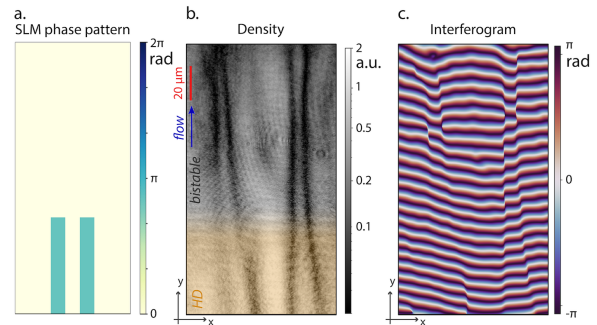 a.
SLM phase pattern
2π
rad
π
0
b.
Density
20 μm
flow
bistable
HD
y
x
2
a.u.
1
0.5
0.2
0.1
c.
Interferogram
y
x
π
rad
0
-π